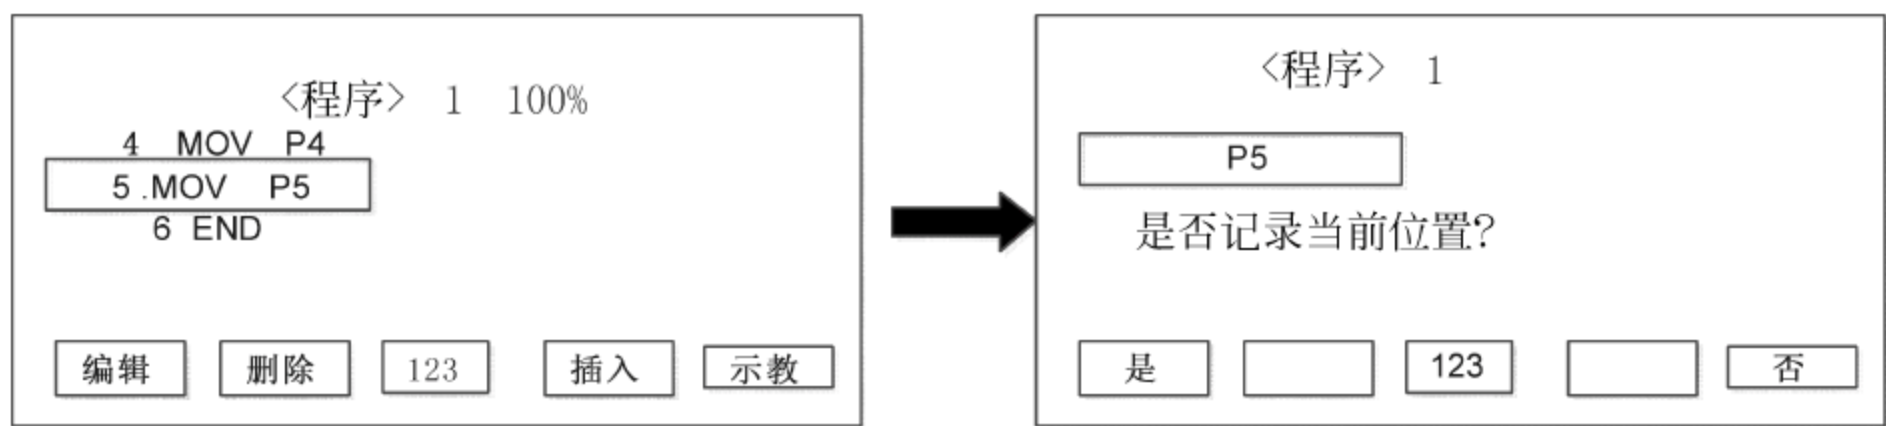 <程序> 1 100%
4 MOV P4
5 .MOV P5
6 END
编辑 删除 123 插入 示教
<程序> 1
P5
是否记录当前位置?
是 123 否